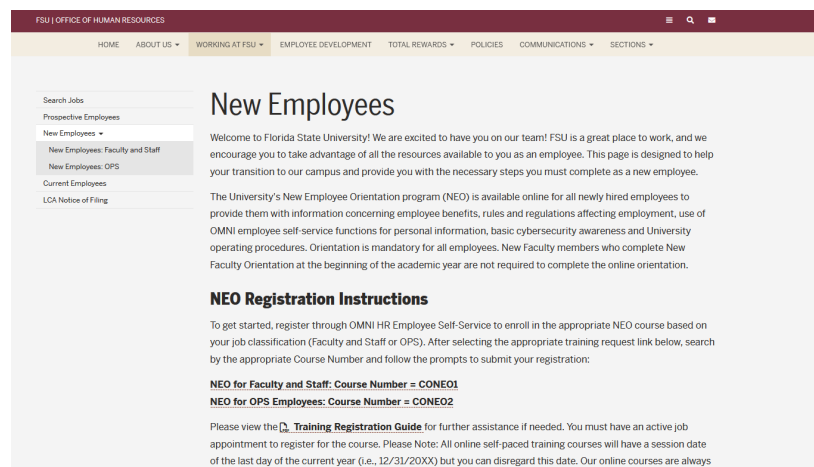 FSU | OFFICE OF HUMAN RESOURCES
HOME ABOUT US WORKING AT FSU EMPLOYEE DEVELOPMENT TOTAL REWARDS POLICIES COMMUNICATIONS SECTIONS
Search Jobs
Prospective Employees
New Employees
New Employees: Faculty and Staff
New Employees: OPS
Current Employees
LCA Notice of Filing
New Employees
Welcome to Florida State University! We are excited to have you on our team! FSU is a great place to work, and we
encourage you to take advantage of all the resources available to you as an employee. This page is designed to help
your transition to our campus and provide you with the necessary steps you must complete as a new employee.
The University's New Employee Orientation program (NEO) is available online for all newly hired employees to
provide them with information concerning employee benefits, rules and regulations affecting employment, use of
OMNI employee self-service functions for personal information, basic cybersecurity awareness and University
operating procedures. Orientation is mandatory for all employees. New Faculty members who complete New
Faculty Orientation at the beginning of the academic year are not required to complete the online orientation.
NEO Registration Instructions
To get started, register through OMNI HR Employee Self-Service to enroll in the appropriate NEO course based on
your job classification (Faculty and Staff or OPS). After selecting the appropriate training request link below, search
by the appropriate Course Number and follow the prompts to submit your registration:
NEO for Faculty and Staff: Course Number = CONEO1
NEO for OPS Employees: Course Number = CONEO2
Please view the Training Registration Guide for further assistance if needed. You must have an active job
appointment to register for the course. Please Note: All online self-paced training courses will have a session date
of the last day of the current year (i.e., 12/31/20XX) but you can disregard this date. Our online courses are always